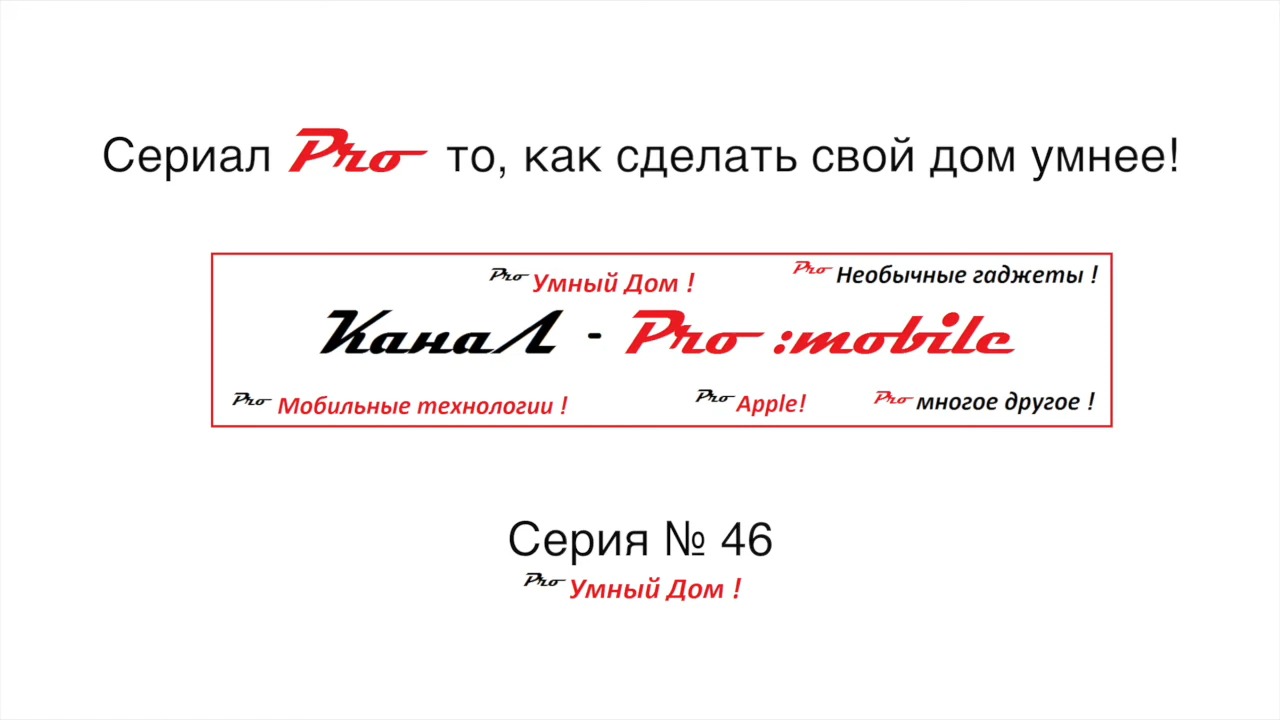 Сериал Pro то, как сделать свой дом умнее!
Pro Умный Дом !
Pro Необычные гаджеты !
КанаЛ - Pro :mobile
Pro Мобильные технологии !
Pro Apple!
Pro многое другое !
Серия № 46
Pro Умный Дом !